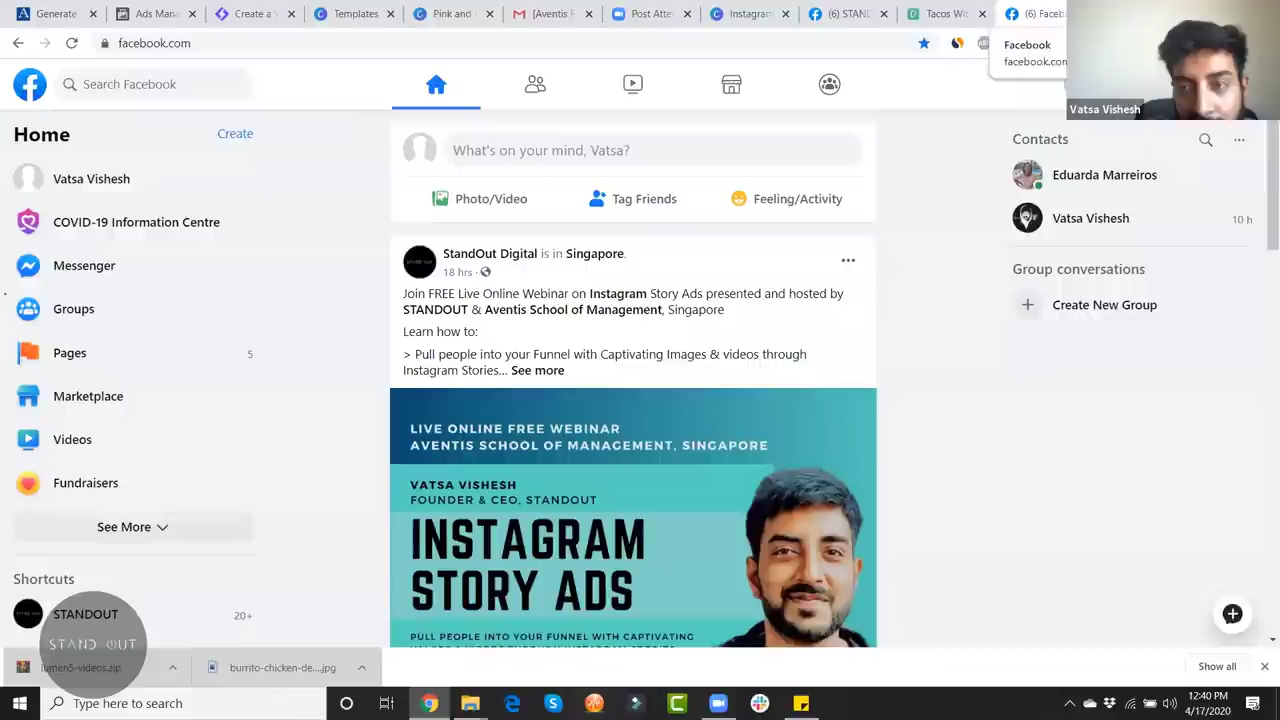 Generate
Ads Man
Create a V
Templates
Pink and
[Aventis F
Post Atte
Instagram
(6) STAND
Tacos Wit
(6) Faceb
facebook.com
Facebook
facebook.com
Vatsa Vishesh
Search Facebook
Home
Create
Vatsa Vishesh
COVID-19 Information Centre
Messenger
Groups
Pages
5
Marketplace
Videos
Fundraisers
See More
Shortcuts
STANDOUT
20+
STAND OUT
What's on your mind, Vatsa?
Photo/Video
Tag Friends
Feeling/Activity
StandOut Digital is in Singapore.
18 hrs ·
Join FREE Live Online Webinar on Instagram Story Ads presented and hosted by
STANDOUT & Aventis School of Management, Singapore
Learn how to:
> Pull people into your Funnel with Captivating Images & videos through
Instagram Stories... See more
LIVE ONLINE FREE WEBINAR
AVENTIS SCHOOL OF MANAGEMENT, SINGAPORE
VATSA VISHESH
FOUNDER & CEO, STANDOUT
INSTAGRAM
STORY ADS
PULL PEOPLE INTO YOUR FUNNEL WITH CAPTIVATING
Contacts
Eduarda Marreiros
Vatsa Vishesh
10 h
Group conversations
Create New Group
lumen5-videos.zip
burrito-chicken-de....jpg
Show all
Type here to search
12:40 PM
4/17/2020